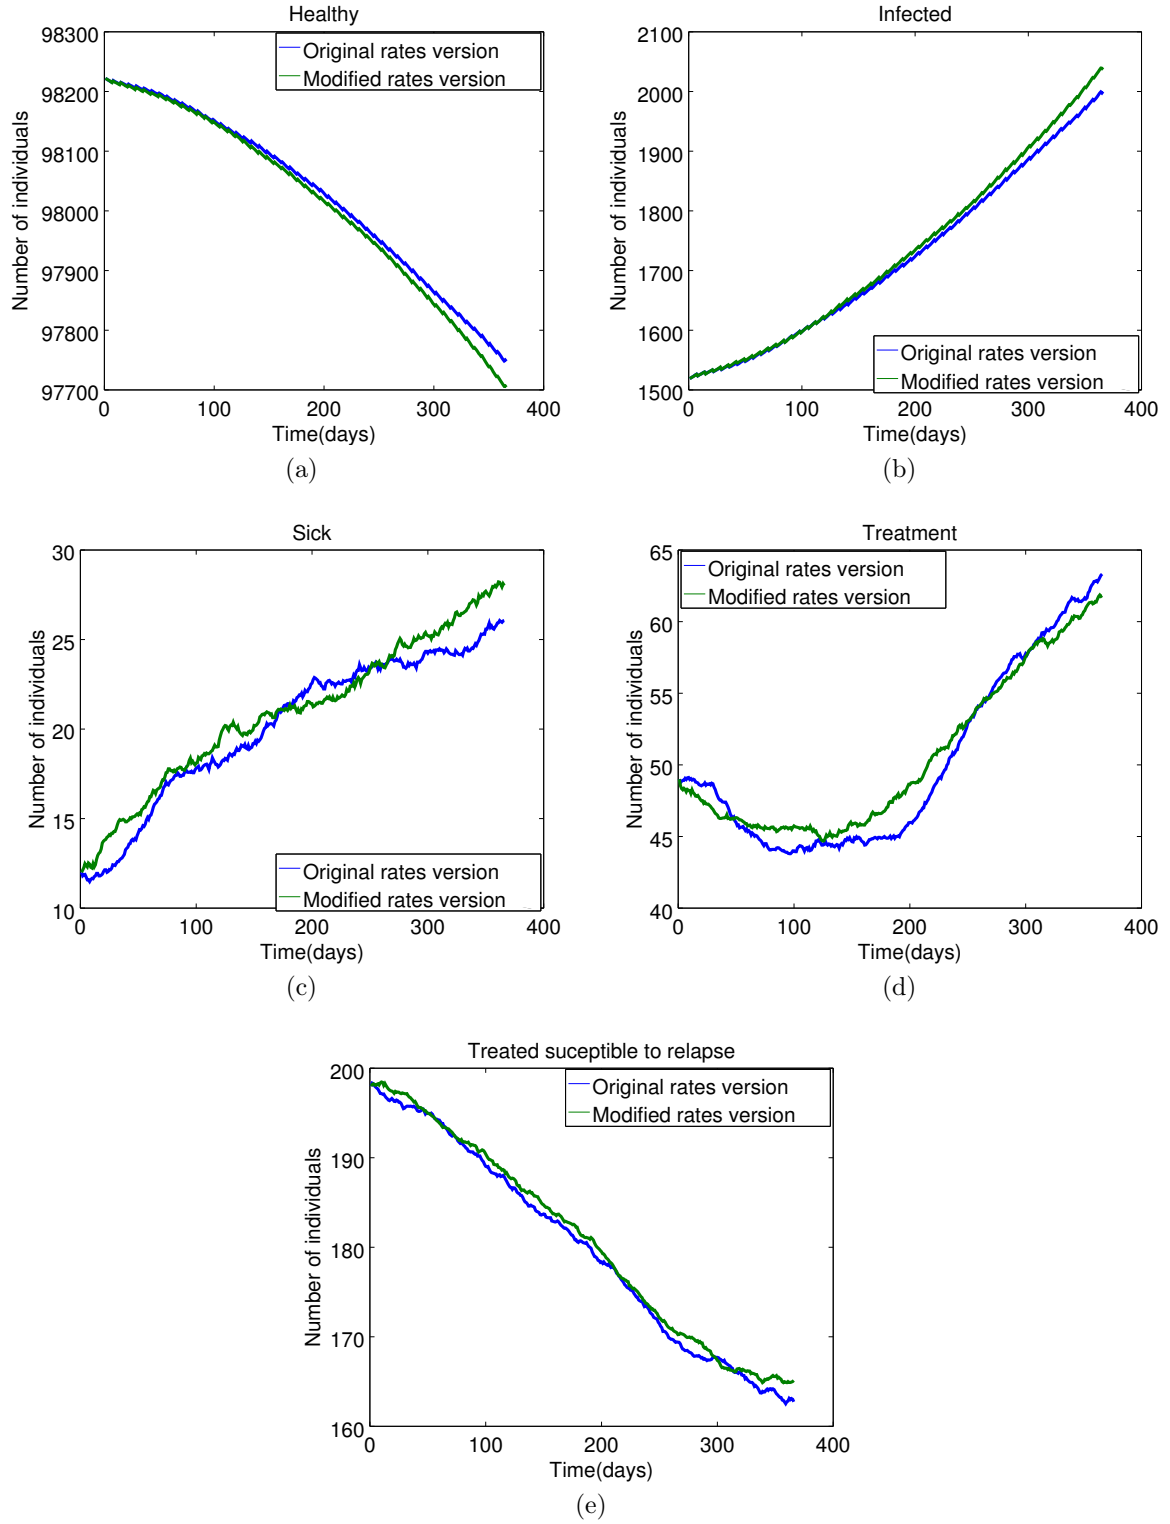 Healthy
98300
98200
98100
98000
97900
97800
97700
0 100 200 300 400
Number of individuals
Time(days)
Original rates version
Modified rates version
(a)
Infected
2100
2000
1900
1800
1700
1600
1500
0 100 200 300 400
Number of individuals
Time(days)
Original rates version
Modified rates version
(b)
Sick
30
25
20
15
10
0 100 200 300 400
Number of individuals
Time(days)
Original rates version
Modified rates version
(c)
Treatment
65
60
55
50
45
40
0 100 200 300 400
Number of individuals
Time(days)
Original rates version
Modified rates version
(d)
Treated suceptible to relapse
200
190
180
170
160
0 100 200 300 400
Number of individuals
Time(days)
Original rates version
Modified rates version
(e)